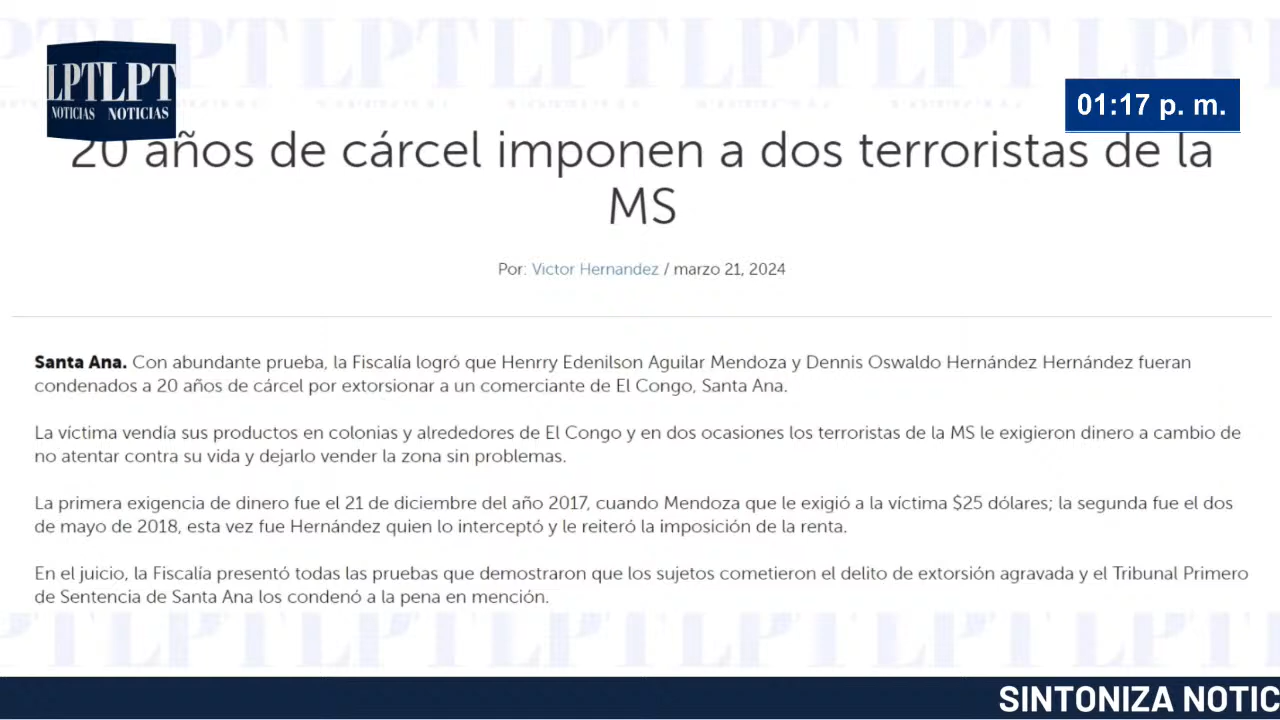 LPT LPT
NOTICIAS NOTICIAS
01:17 p. m.
20 años de cárcel imponen a dos terroristas de la
MS
Por: Victor Hernandez / marzo 21, 2024
Santa Ana. Con abundante prueba, la Fiscalía logró que Henrry Edenilson Aguilar Mendoza y Dennis Oswaldo Hernández Hernández fueran
condenados a 20 años de cárcel por extorsionar a un comerciante de El Congo, Santa Ana.
La víctima vendía sus productos en colonias y alrededores de El Congo y en dos ocasiones los terroristas de la MS le exigieron dinero a cambio de
no atentar contra su vida y dejarlo vender la zona sin problemas.
La primera exigencia de dinero fue el 21 de diciembre del año 2017, cuando Mendoza que le exigió a la víctima $25 dólares; la segunda fue el dos
de mayo de 2018, esta vez fue Hernández quien lo interceptó y le reiteró la imposición de la renta.
En el juicio, la Fiscalía presentó todas las pruebas que demostraron que los sujetos cometieron el delito de extorsión agravada y el Tribunal Primero
de Sentencia de Santa Ana los condenó a la pena en mención.
SINTONIZA NOTIC